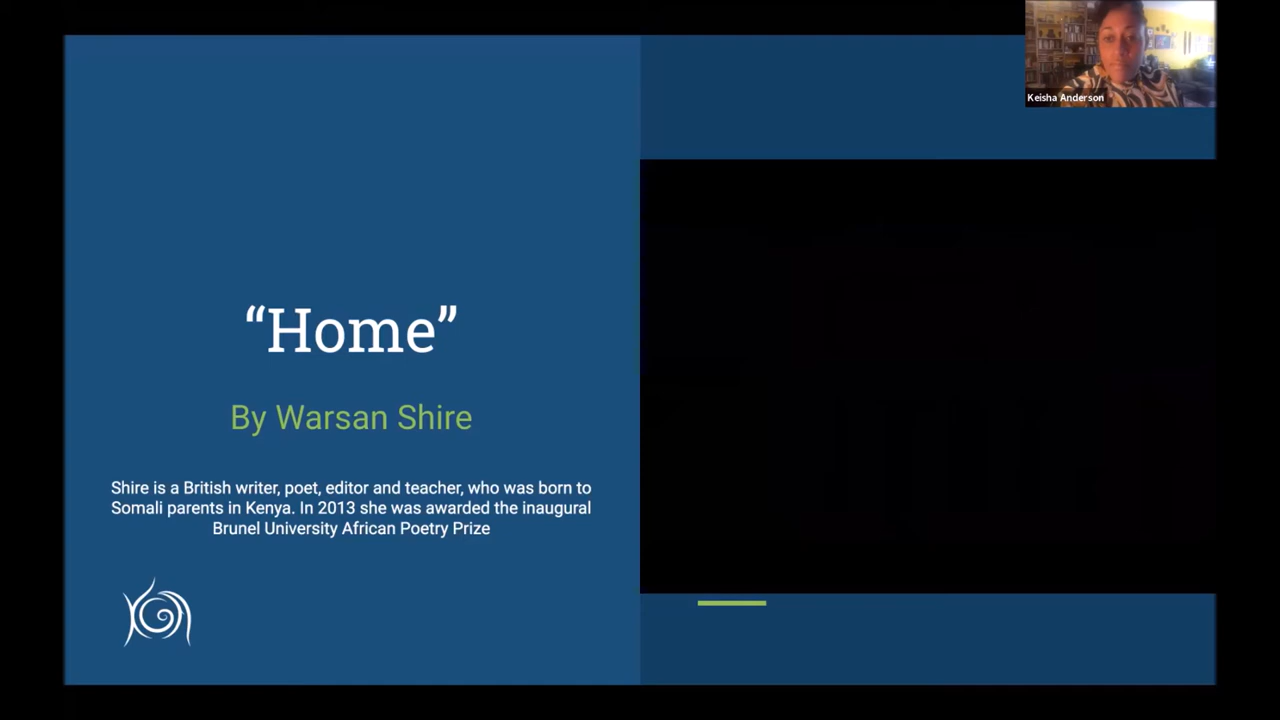 Keisha Anderson
“Home”
By Warsan Shire
Shire is a British writer, poet, editor and teacher, who was born to
Somali parents in Kenya. In 2013 she was awarded the inaugural
Brunel University African Poetry Prize